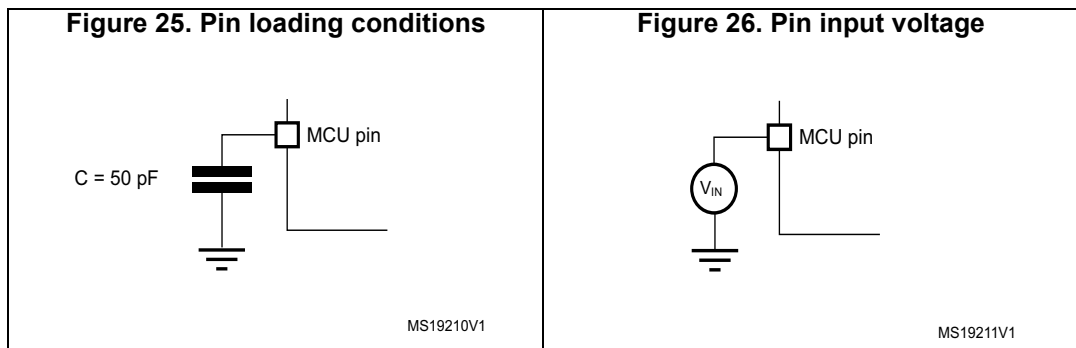 Figure 25. Pin loading conditions
Figure 26. Pin input voltage
MCU pin
C = 50 pF
MS19210V1
MCU pin
VIN
MS19211V1